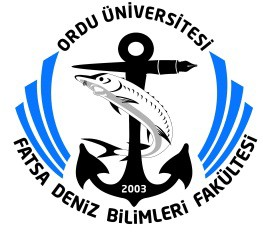 ORDU ÜNİVERSİTESİ
2003
FATSA DENİZ BİLİMLERİ FAKÜLTESİ